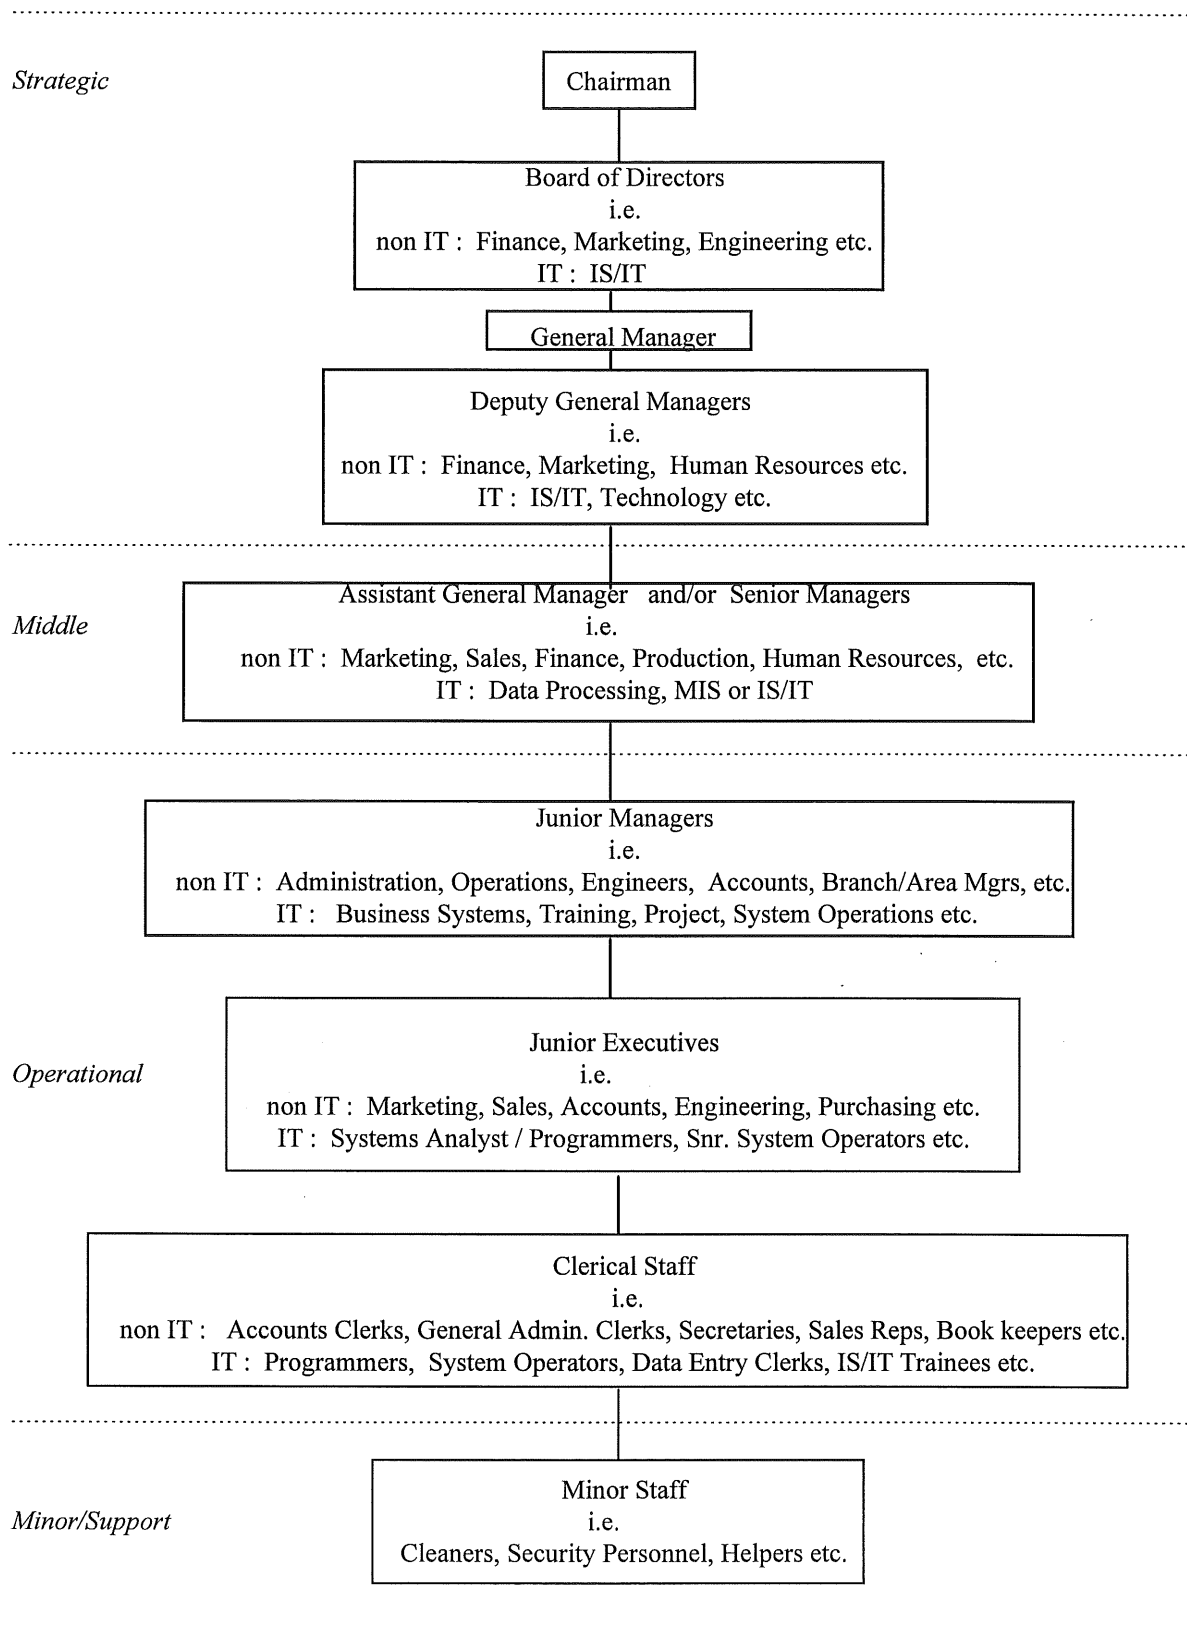 Strategic
Chairman
Board of Directors
i.e.
non IT : Finance, Marketing, Engineering etc.
IT : IS/IT
General Manager
Deputy General Managers
i.e.
non IT : Finance, Marketing, Human Resources etc.
IT : IS/IT, Technology etc.
Assistant General Manager and/or Senior Managers
Middle
i.e.
non IT : Marketing, Sales, Finance, Production, Human Resources, etc.
IT : Data Processing, MIS or IS/IT
Junior Managers
i.e.
non IT : Administration, Operations, Engineers, Accounts, Branch/Area Mgrs, etc.
IT : Business Systems, Training, Project, System Operations etc.
Junior Executives
Operational
i.e.
non IT : Marketing, Sales, Accounts, Engineering, Purchasing etc.
IT : Systems Analyst / Programmers, Snr. System Operators etc.
Clerical Staff
i.e.
non IT : Accounts Clerks, General Admin. Clerks, Secretaries, Sales Reps, Book keepers etc.
IT : Programmers, System Operators, Data Entry Clerks, IS/IT Trainees etc.
Minor Staff
Minor/Support
i.e.
Cleaners, Security Personnel, Helpers etc.